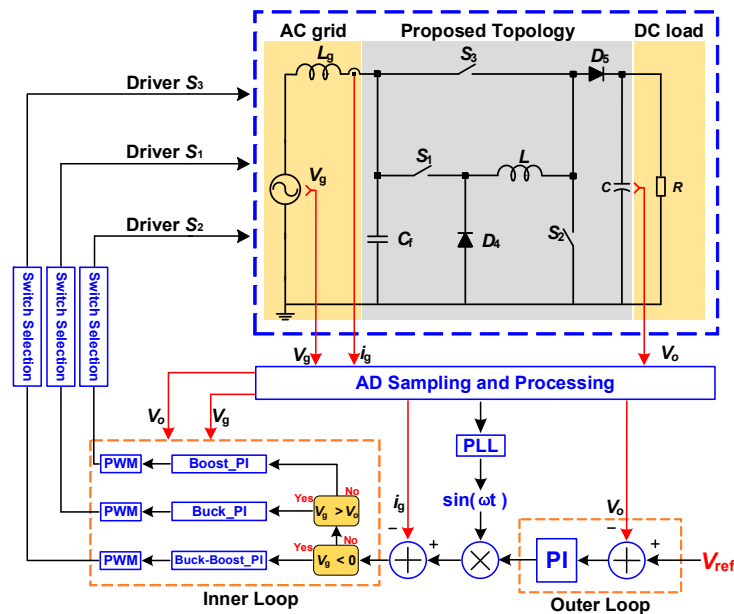 AC grid
Proposed Topology
DC load
Lg
S3
D5
Driver S3
Driver S1
Driver S2
Vg
S1
L
C
R
Cf
D4
S2
Switch Selection
Switch Selection
Switch Selection
Vg
ig
Vo
AD Sampling and Processing
Vo
Vg
PLL
sin(ωt)
ig
Vo
PWM
Boost_PI
No
Yes
Vg > Vo
PWM
Buck_PI
No
Yes
Vg < 0
PWM
Buck-Boost_PI
−
+
+
×
PI
−
+
+
Vref
Inner Loop
Outer Loop